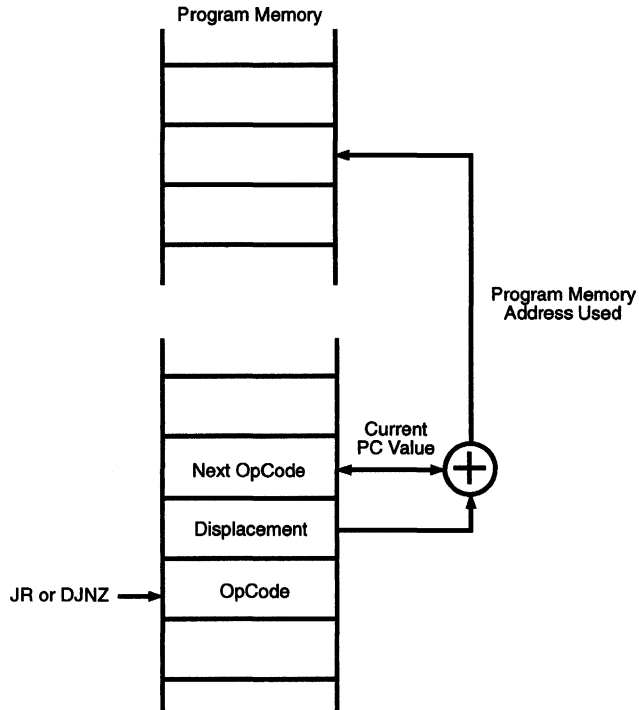 Program Memory
Program Memory
Address Used
Current
PC Value
Next OpCode
Displacement
JR or DJNZ
OpCode